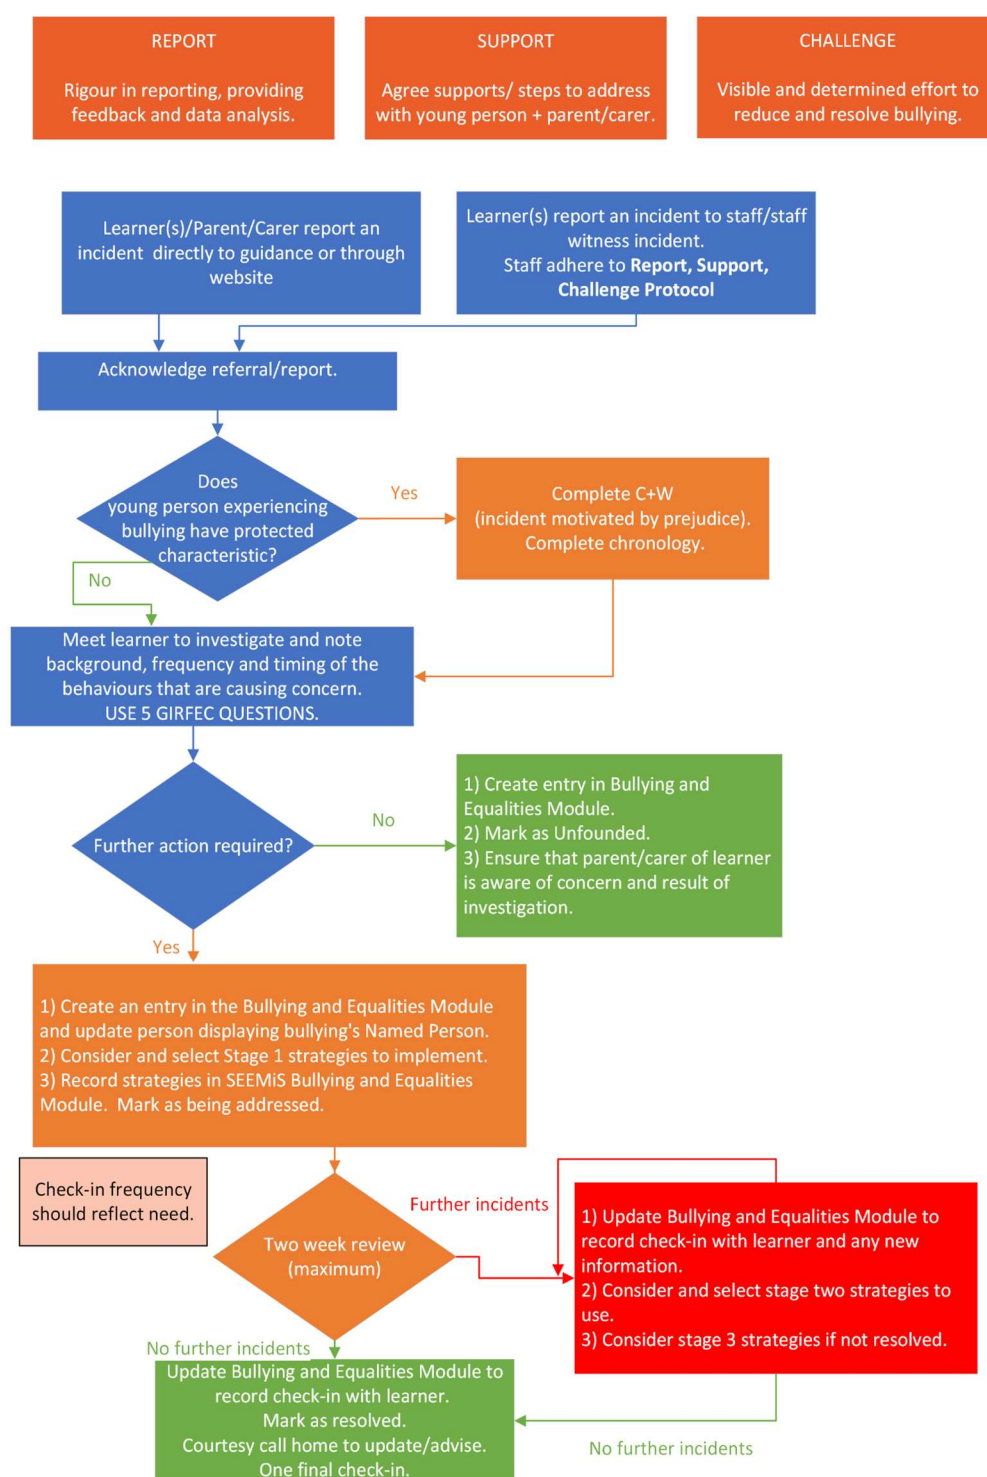 REPORT
Rigour in reporting, providing
feedback and data analysis.
SUPPORT
Agree supports/ steps to address
with young person + parent/carer.
CHALLENGE
Visible and determined effort to
reduce and resolve bullying.
Learner(s)/Parent/Carer report an
incident  directly to guidance or through
website
Learner(s) report an incident to staff/staff
witness incident.
Staff adhere to Report, Support,
Challenge Protocol
Acknowledge referral/report.
Does
young person experiencing
bullying have protected
characteristic?
Yes
Complete C+W
(incident motivated by prejudice).
Complete chronology.
No
Meet learner to investigate and note
background, frequency and timing of the
behaviours that are causing concern.
USE 5 GIRFEC QUESTIONS.
Further action required?
No
1) Create entry in Bullying and
Equalities Module.
2) Mark as Unfounded.
3) Ensure that parent/carer of learner
is aware of concern and result of
investigation.
Yes
1) Create an entry in the Bullying and Equalities Module
and update person displaying bullying's Named Person.
2) Consider and select Stage 1 strategies to implement.
3) Record strategies in SEEMiS Bullying and Equalities
Module.  Mark as being addressed.
Check-in frequency
should reflect need.
Two week review
(maximum)
Further incidents
1) Update Bullying and Equalities Module to
record check-in with learner and any new
information.
2) Consider and select stage two strategies to
use.
3) Consider stage 3 strategies if not resolved.
No further incidents
Update Bullying and Equalities Module to
record check-in with learner.
Mark as resolved.
Courtesy call home to update/advise.
One final check-in.
No further incidents